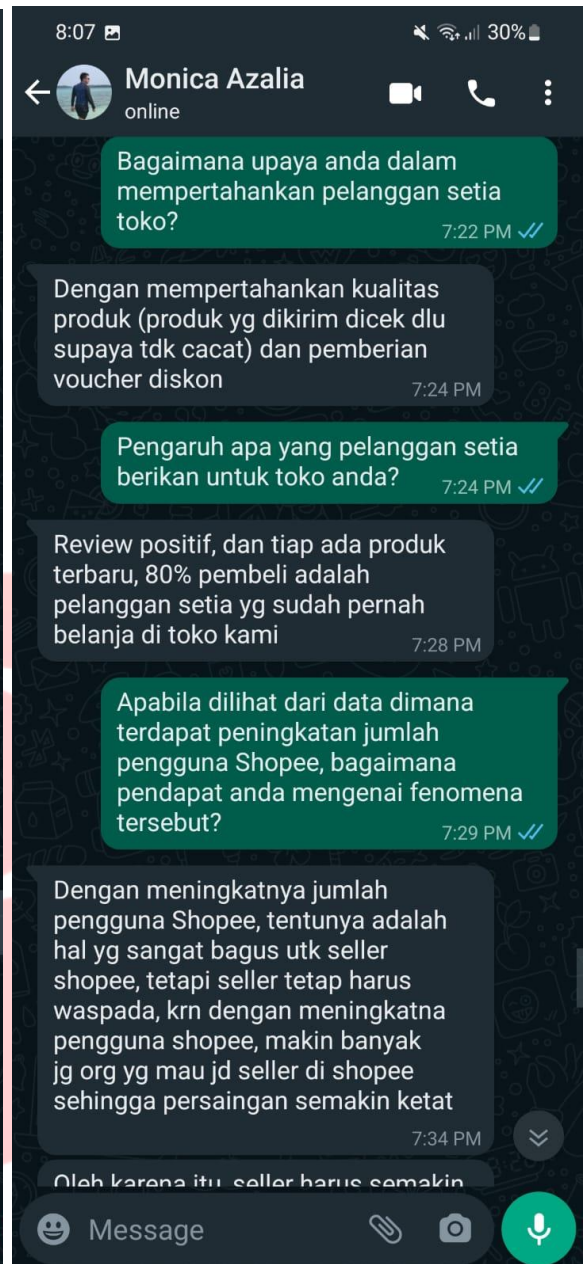 8:07
30%
Monica Azalia
online
Bagaimana upaya anda dalam
mempertahankan pelanggan setia
toko?
7:22 PM
Dengan mempertahankan kualitas
produk (produk yg dikirim dicek dlu
supaya tdk cacat) dan pemberian
voucher diskon
7:24 PM
Pengaruh apa yang pelanggan setia
berikan untuk toko anda?
7:24 PM
Review positif, dan tiap ada produk
terbaru, 80% pembeli adalah
pelanggan setia yg sudah pernah
belanja di toko kami
7:28 PM
Apabila dilihat dari data dimana
terdapat peningkatan jumlah
pengguna Shopee, bagaimana
pendapat anda mengenai fenomena
tersebut?
7:29 PM
Dengan meningkatnya jumlah
pengguna Shopee, tentunya adalah
hal yg sangat bagus utk seller
shopee, tetapi seller tetap harus
waspada, krn dengan meningkatna
pengguna shopee, makin banyak
jg org yg mau jd seller di shopee
sehingga persaingan semakin ketat
7:34 PM
Oleh karena itu, seller harus semakin
Message